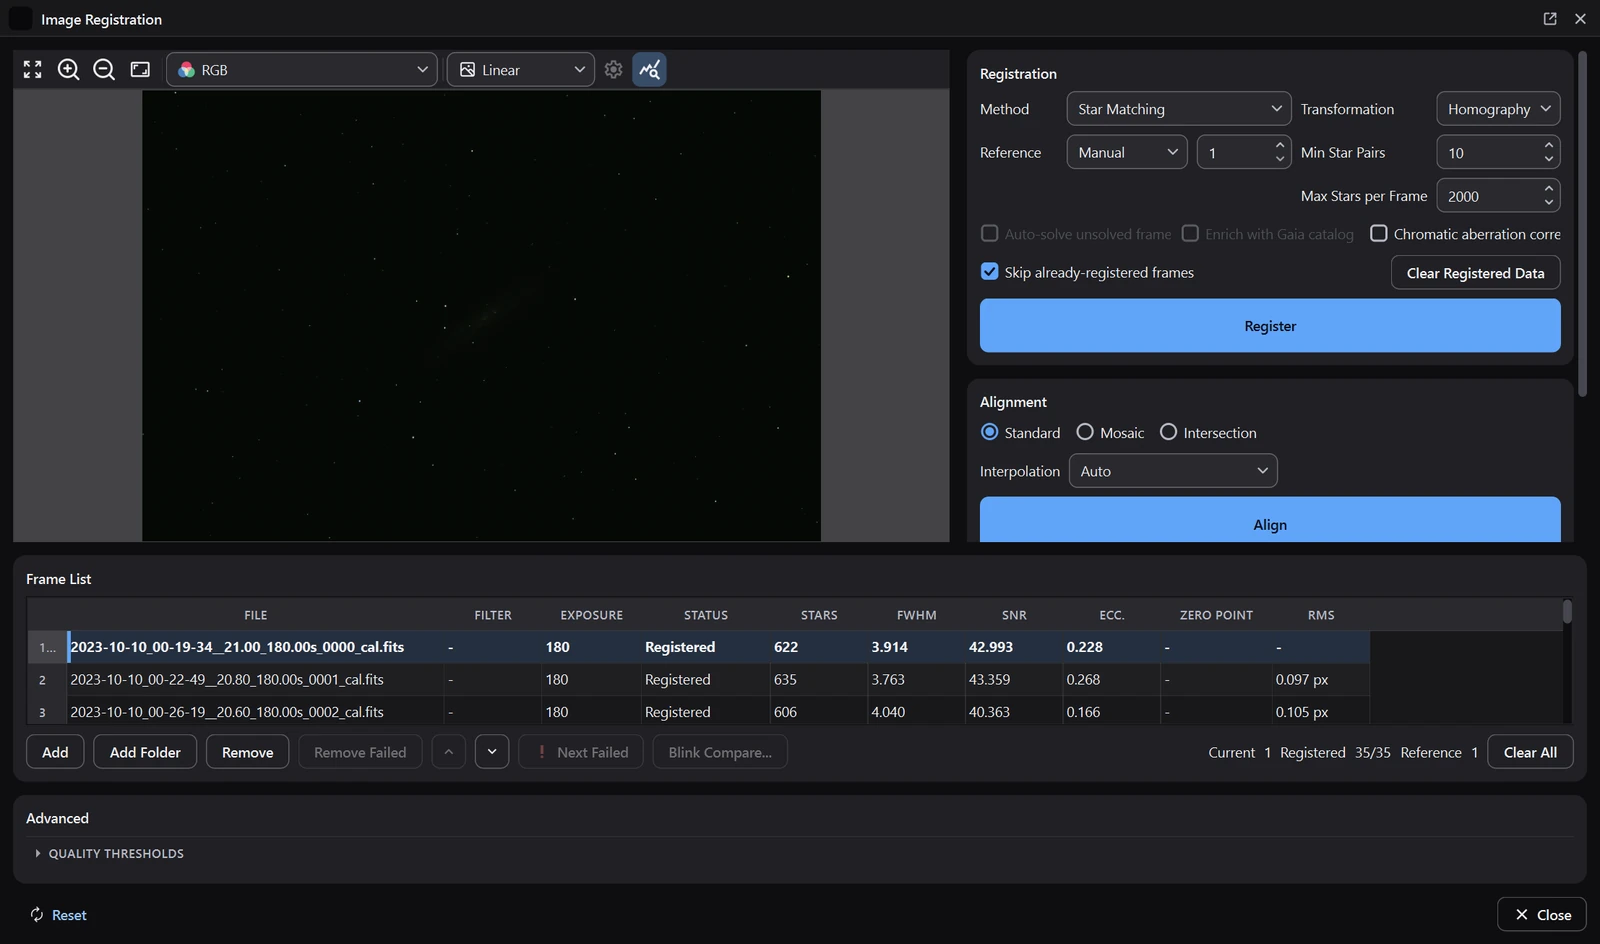 Image Registration
RGB
Linear
Registration
Method
Star Matching
Transformation
Homography
Reference
Manual
1
Min Star Pairs
10
Max Stars per Frame
2000
Auto-solve unsolved frame
Enrich with Gaia catalog
Chromatic aberration corre
Skip already-registered frames
Clear Registered Data
Register
Alignment
Standard
Mosaic
Intersection
Interpolation
Auto
Align
Frame List
FILE FILTER EXPOSURE STATUS STARS FWHM SNR ECC. ZERO POINT RMS
1... 2023-10-10_00-19-34__21.00_180.00s_0000_cal.fits - 180 Registered 622 3.914 42.993 0.228 - -
2 2023-10-10_00-22-49__20.80_180.00s_0001_cal.fits - 180 Registered 635 3.763 43.359 0.268 - 0.097 px
3 2023-10-10_00-26-19__20.60_180.00s_0002_cal.fits - 180 Registered 606 4.040 40.363 0.166 - 0.105 px
Add
Add Folder
Remove
Remove Failed
! Next Failed
Blink Compare...
Current 1 Registered 35/35 Reference 1
Clear All
Advanced
QUALITY THRESHOLDS
Reset
Close